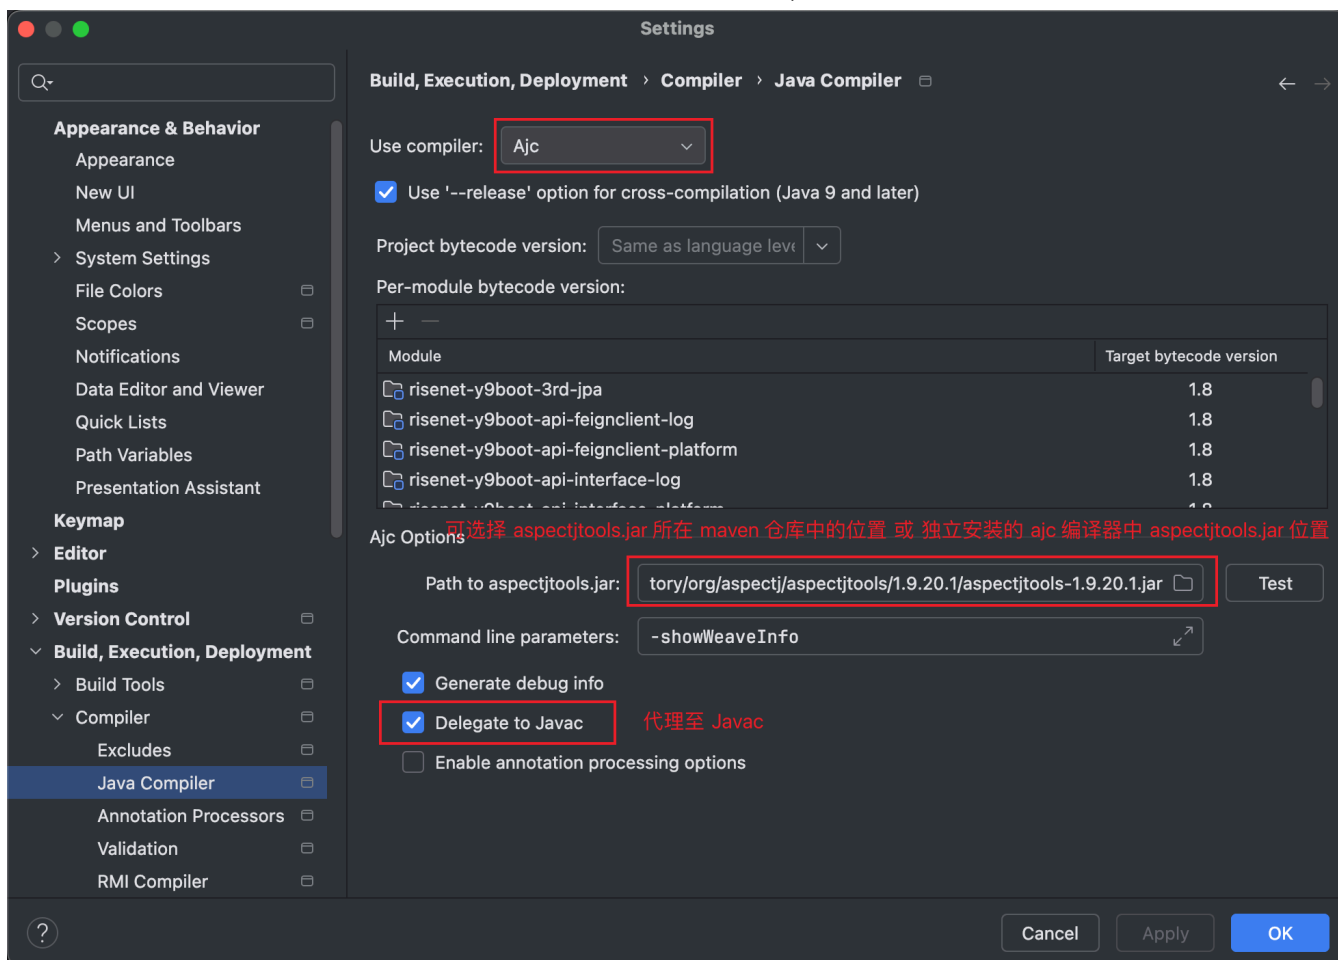 Settings
Appearance & Behavior
Appearance
New UI
Menus and Toolbars
System Settings
File Colors
Scopes
Notifications
Data Editor and Viewer
Quick Lists
Path Variables
Presentation Assistant
Keymap
Editor
Plugins
Version Control
Build, Execution, Deployment
Build Tools
Compiler
Excludes
Java Compiler
Annotation Processors
Validation
RMI Compiler
Build, Execution, Deployment › Compiler › Java Compiler
Use compiler: Ajc
Use '--release' option for cross-compilation (Java 9 and later)
Project bytecode version: Same as language leve
Per-module bytecode version:
Module Target bytecode version
risenet-y9boot-3rd-jpa 1.8
risenet-y9boot-api-feignclient-log 1.8
risenet-y9boot-api-feignclient-platform 1.8
risenet-y9boot-api-interface-log 1.8
risenet-y9boot-api-interface-platform 1.8
可选择 aspectjtools.jar 所在 maven 仓库中的位置 或 独立安装的 ajc 编译器中 aspectjtools.jar 位置
Ajc Options
Path to aspectjtools.jar: tory/org/aspectj/aspectjtools/1.9.20.1/aspectjtools-1.9.20.1.jar Test
Command line parameters: -showWeaveInfo
Generate debug info
Delegate to Javac 代理至 Javac
Enable annotation processing options
? Cancel Apply OK